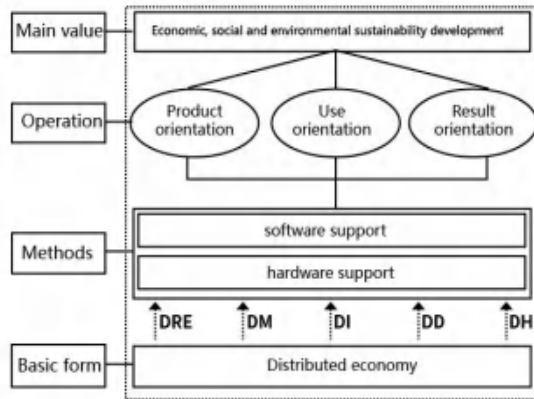 Main value
Economic, social and environmental sustainability development
Operation
Product
orientation
Use
orientation
Result
orientation
Methods
software support
hardware support
DRE
DM
DI
DD
DH
Basic form
Distributed economy